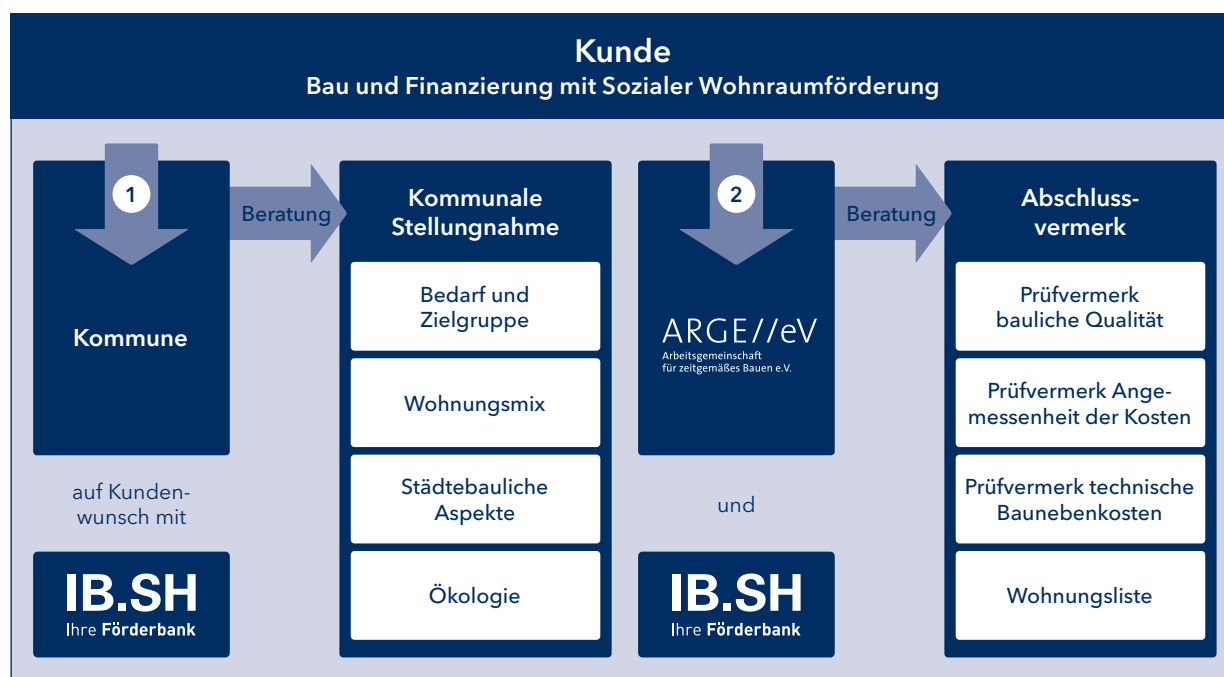 Kunde
Bau und Finanzierung mit Sozialer Wohnraumförderung
1
Kommune
auf Kunden-
wunsch mit
IB.SH
Ihre Förderbank
Beratung
Kommunale
Stellungnahme
Bedarf und
Zielgruppe
Wohnungsmix
Städtebauliche
Aspekte
Ökologie
2
ARGE//eV
Arbeitsgemeinschaft
für zeitgemäßes Bauen e.V.
und
IB.SH
Ihre Förderbank
Beratung
Abschluss-
vermerk
Prüfvermerk
bauliche Qualität
Prüfvermerk Ange-
messenheit der Kosten
Prüfvermerk technische
Baunebenkosten
Wohnungsliste